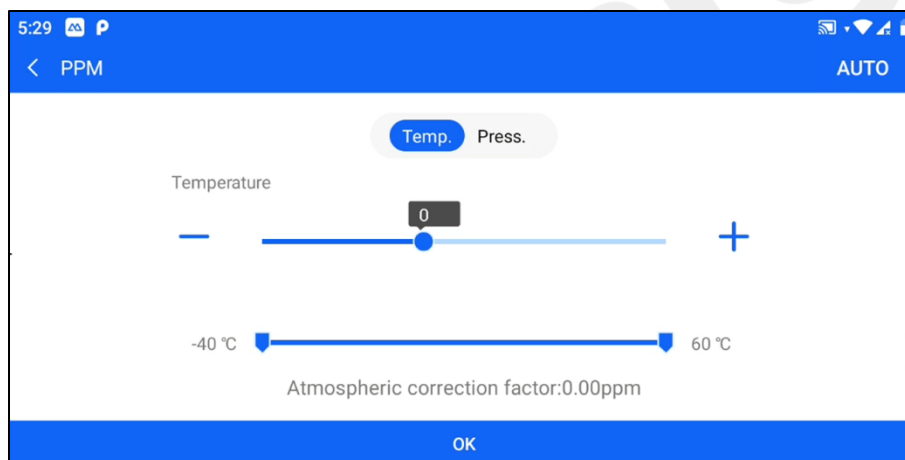 5:29
PPM
AUTO
Temp. Press.
Temperature
0
-40 ℃ 60 ℃
Atmospheric correction factor:0.00ppm
OK